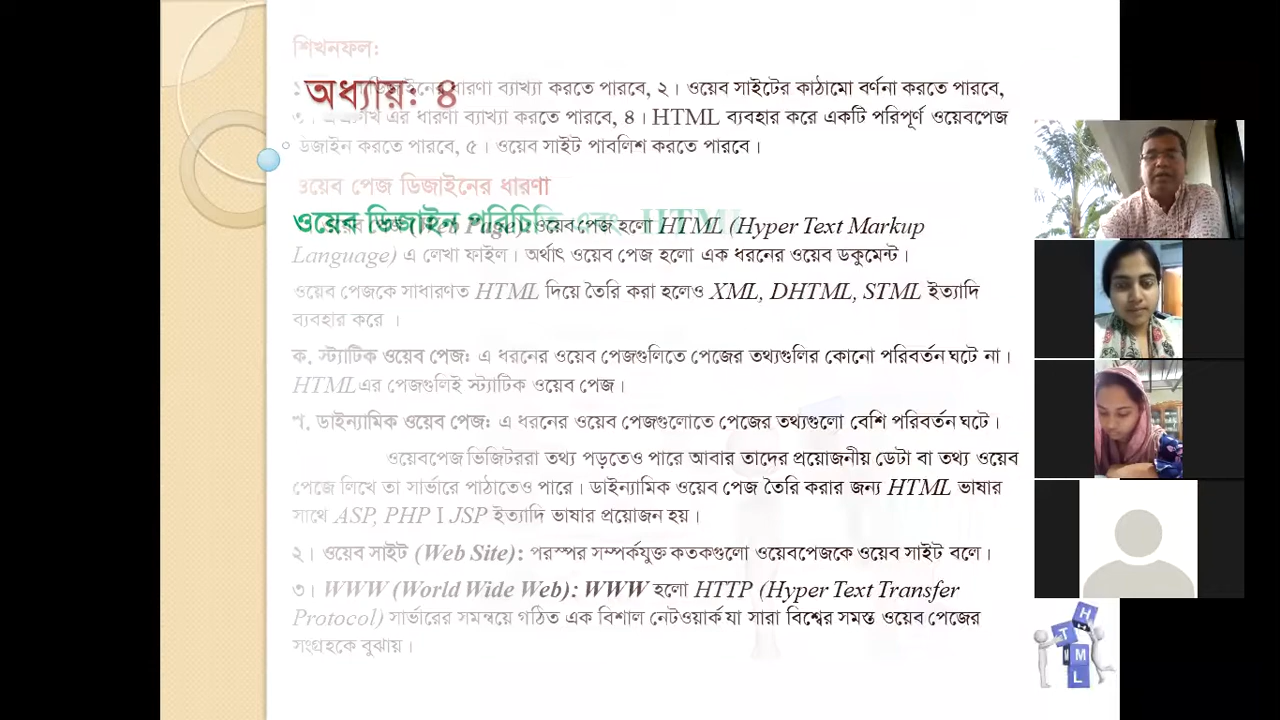 শিখনফল:
অধ্যায়: ৪
ধারণা ব্যাখ্যা করতে পারবে, ২। ওয়েব সাইটের কাঠামো বর্ণনা করতে পারবে,
এর ধারণা ব্যাখ্যা করতে পারবে, ৪। HTML ব্যবহার করে একটি পরিপূর্ণ ওয়েবপেজ
করতে পারবে, ৫। ওয়েব সাইট পাবলিশ করতে পারবে।
ওয়েব পেজ ডিজাইনের ধারণা
ওয়েব ডিজাইন পরিচিতি এবং HTML
ওয়েব পেজ হলো HTML (Hyper Text Markup
Language) এ লেখা ফাইল। অর্থাৎ ওয়েব পেজ হলো এক ধরনের ওয়েব ডকুমেন্ট।
ওয়েব পেজকে সাধারণত HTML দিয়ে তৈরি করা হলেও XML, DHTML, STML ইত্যাদি
ব্যবহার করে ।
ক. স্ট্যাটিক ওয়েব পেজ: এ ধরনের ওয়েব পেজগুলিতে পেজের তথ্যগুলির কোনো পরিবর্তন ঘটে না।
HTML এর পেজগুলিই স্ট্যাটিক ওয়েব পেজ।
খ. ডাইন্যামিক ওয়েব পেজ: এ ধরনের ওয়েব পেজগুলোতে পেজের তথ্যগুলো বেশি পরিবর্তন ঘটে।
ওয়েবপেজ ভিজিটররা তথ্য পড়তেও পারে আবার তাদের প্রয়োজনীয় ডেটা বা তথ্য ওয়েব
পেজে লিখে তা সার্ভারে পাঠাতেও পারে। ডাইন্যামিক ওয়েব পেজ তৈরি করার জন্য HTML ভাষার
সাথে ASP, PHP I JSP ইত্যাদি ভাষার প্রয়োজন হয়।
২। ওয়েব সাইট (Web Site): পরস্পর সম্পর্কযুক্ত কতকগুলো ওয়েবপেজকে ওয়েব সাইট বলে।
৩। WWW (World Wide Web): WWW হলো HTTP (Hyper Text Transfer
Protocol) সার্ভারের সমন্বয়ে গঠিত এক বিশাল নেটওয়ার্ক যা সারা বিশ্বের সমস্ত ওয়েব পেজের
সংগ্রহকে বুঝায়।
H
T
M
L